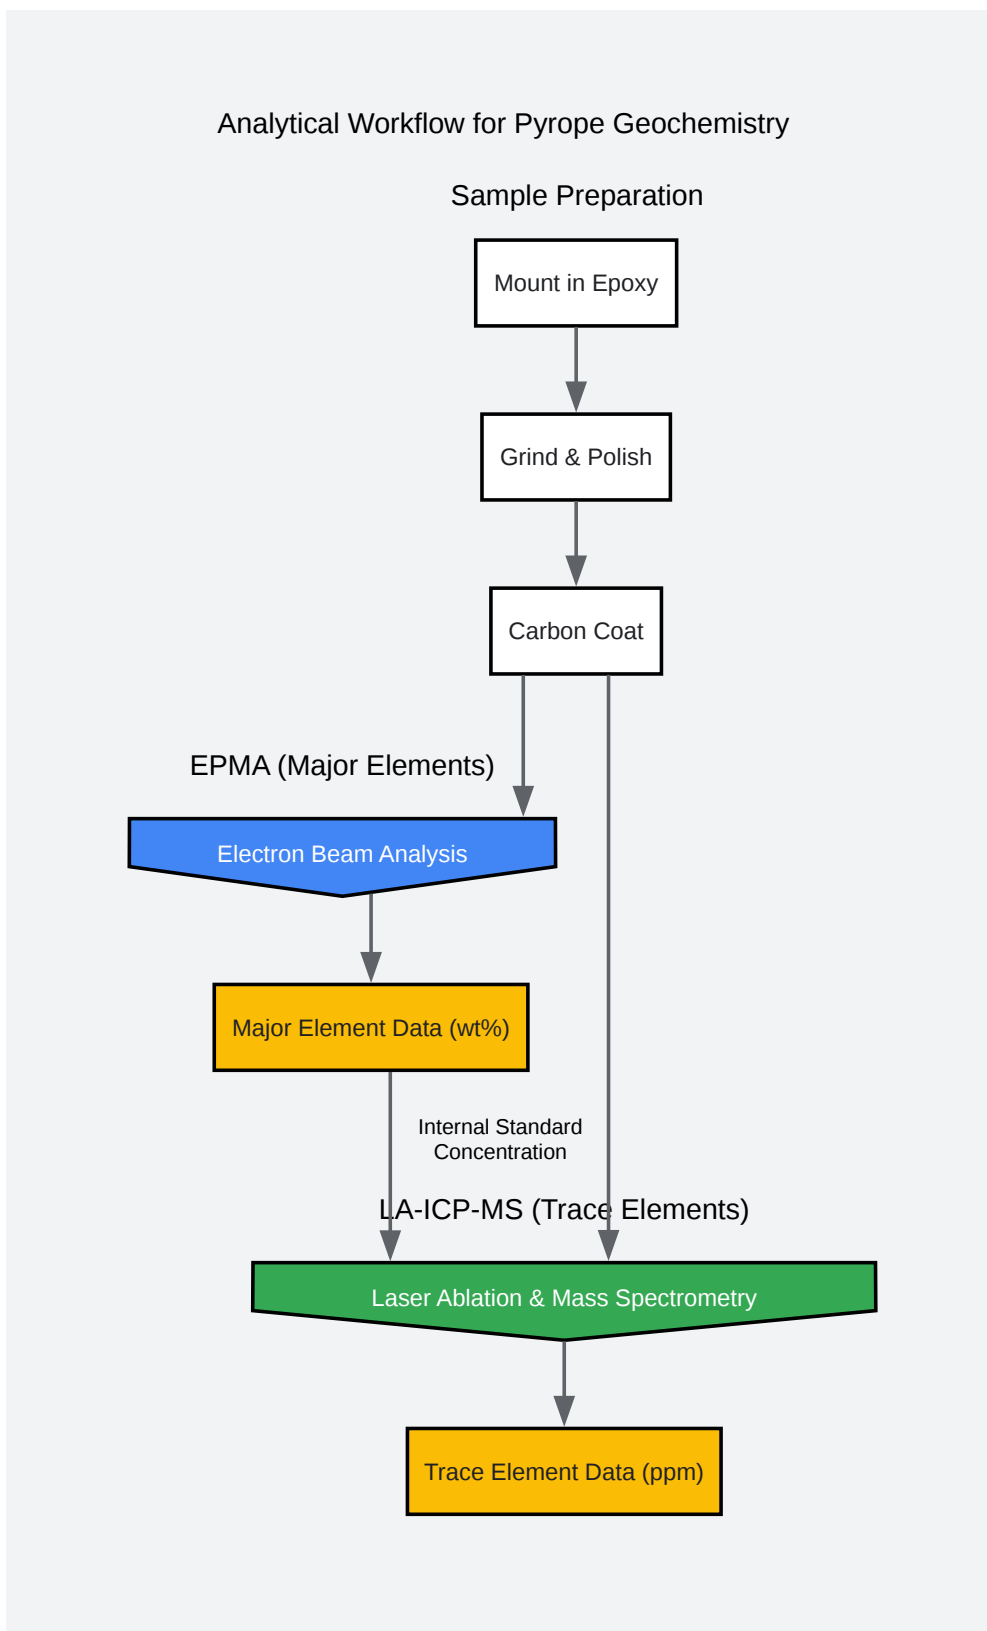 Analytical Workflow for Pyrope Geochemistry
Sample Preparation
Mount in Epoxy
Grind & Polish
Carbon Coat
EPMA (Major Elements)
Electron Beam Analysis
Major Element Data (wt%)
Internal Standard
Concentration
LA-ICP-MS (Trace Elements)
Laser Ablation & Mass Spectrometry
Trace Element Data (ppm)